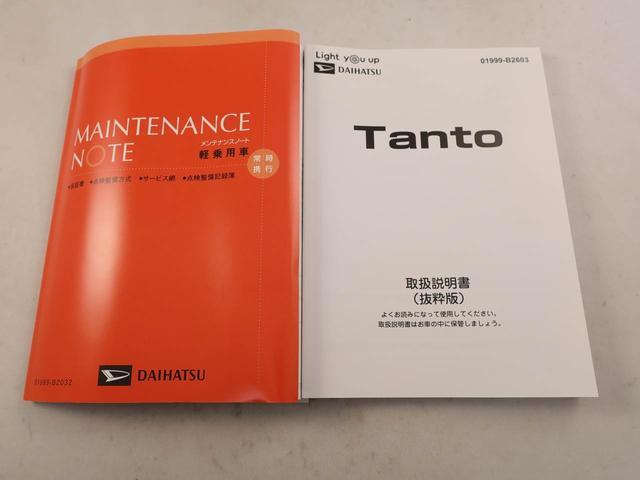 MAINTENANCE
NOTE
メンテナンスノート
軽乗用車
常時
携行
●保証書 ●点検整備方式 ●サービス網 ●点検整備記録簿
01999-B2032
DAIHATSU
Light you up
DAIHATSU
01999-B2603
Tanto
取扱説明書
（抜粋版）
よくお読みになって使用してください。
取扱説明書はお車の中に保管しましょう。